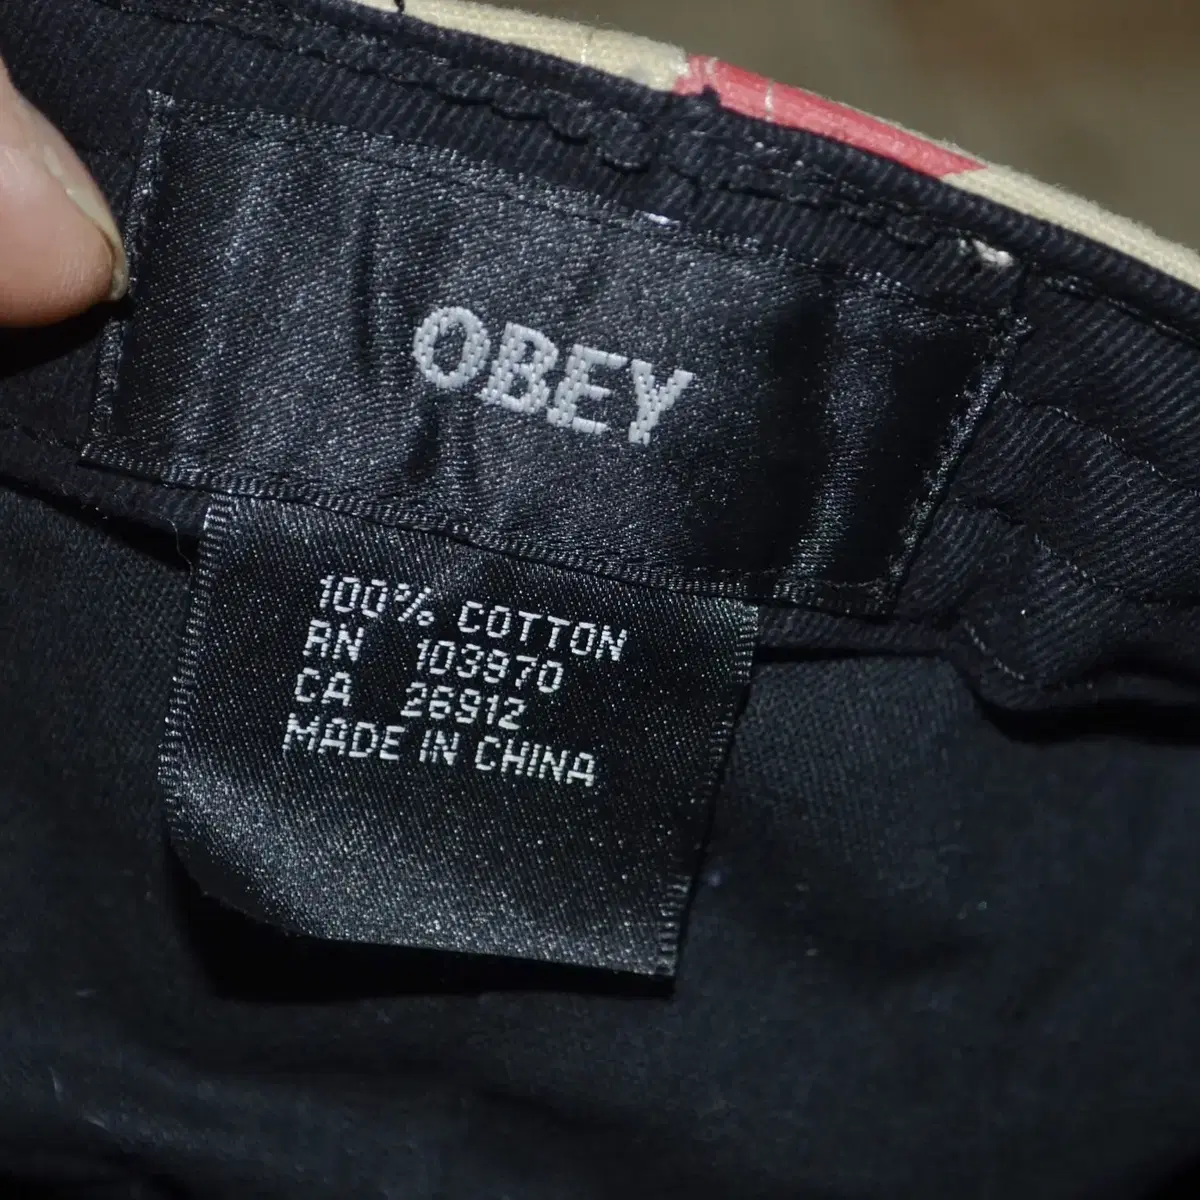 OBEY
100% COTTON
RN 103970
CA 26912
MADE IN CHINA